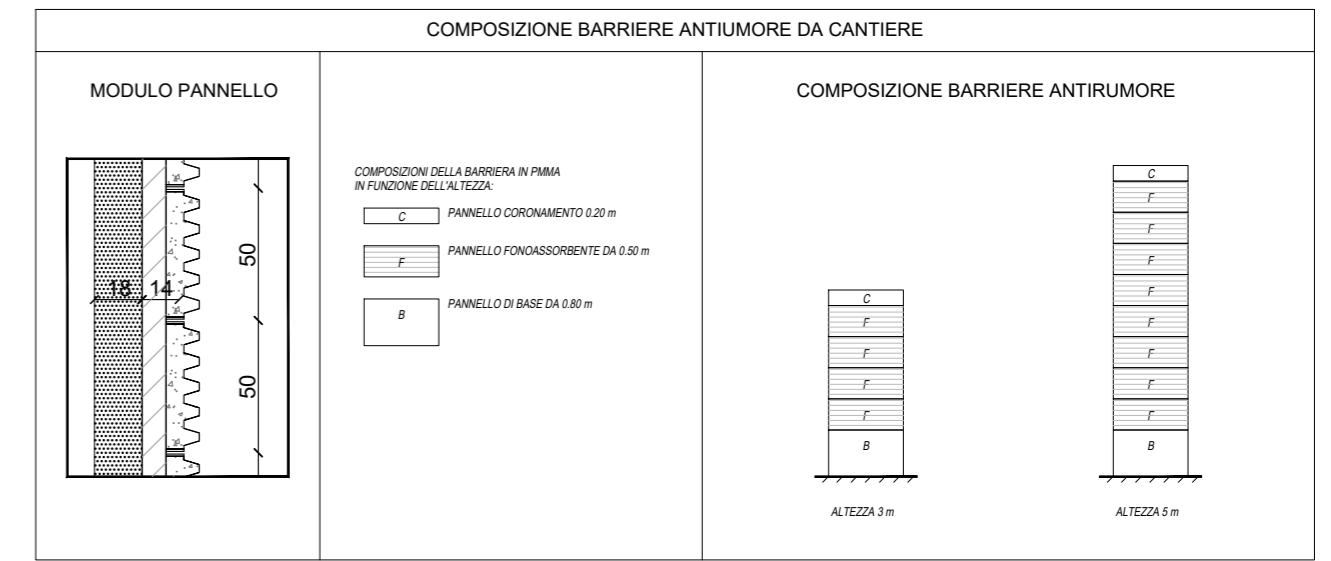 COMPOSIZIONE BARRIERE ANTIUMORE DA CANTIERE
MODULO PANNELLO
18
14
50
50
COMPOSIZIONI DELLA BARRIERA IN PMMA
IN FUNZIONE DELL'ALTEZZA:
C
PANNELLO CORONAMENTO 0.20 m
F
PANNELLO FONOASSORBENTE DA 0.50 m
B
PANNELLO DI BASE DA 0.80 m
COMPOSIZIONE BARRIERE ANTIRUMORE
C
F
F
F
F
B
ALTEZZA 3 m
C
F
F
F
F
F
F
F
F
B
ALTEZZA 5 m